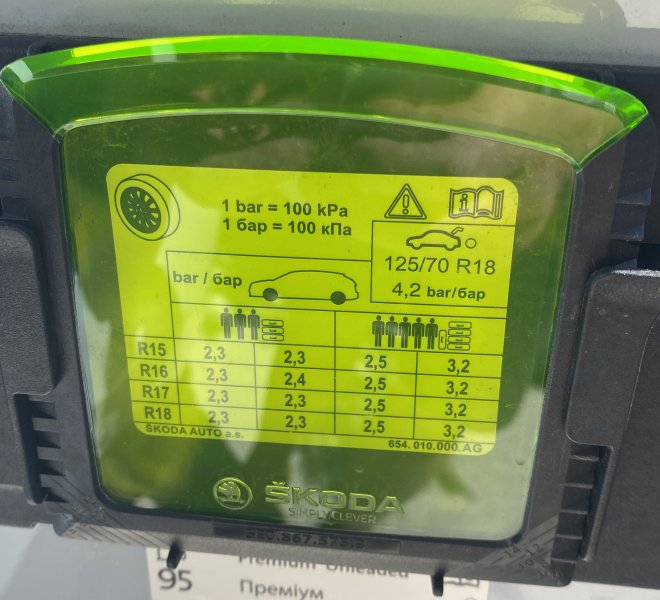 1 bar = 100 kPa
1 бар = 100 кПа
125/70 R18
4,2 bar/бар
bar / бар
R15 2,3 2,3 2,5 3,2
R16 2,3 2,4 2,5 3,2
R17 2,3 2,3 2,5 3,2
R18 2,3 2,3 2,5 3,2
ŠKODA AUTO a.s. 654.010.000.AG
ŠKODA
SIMPLY CLEVER
Premium Unleaded
95 Преміум